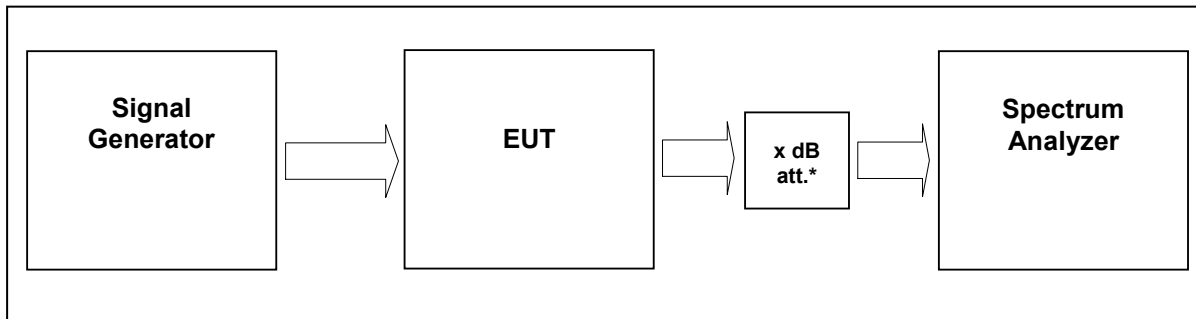 Signal
Generator
EUT
x dB
att.*
Spectrum
Analyzer